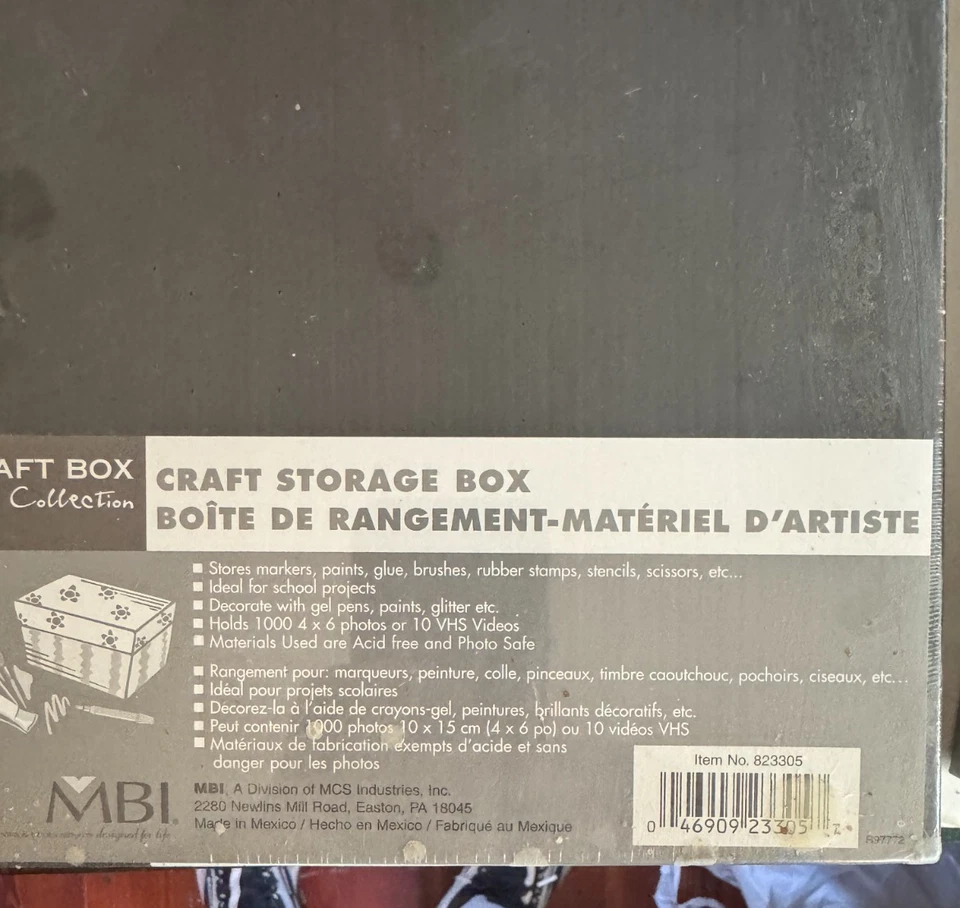 AFT BOX
Collection
CRAFT STORAGE BOX
BOÎTE DE RANGEMENT-MATÉRIEL D'ARTISTE
Stores markers, paints, glue, brushes, rubber stamps, stencils, scissors, etc...
Ideal for school projects
Decorate with gel pens, paints, glitter etc.
Holds 1000 4 x 6 photos or 10 VHS Videos
Materials Used are Acid free and Photo Safe
Rangement pour: marqueurs, peinture, colle, pinceaux, timbre caoutchouc, pochoirs, ciseaux, etc...
Idéal pour projets scolaires
Décorez-la à l'aide de crayons-gel, peintures, brillants décoratifs, etc.
Peut contenir 1000 photos 10 x 15 cm (4 x 6 po) ou 10 vidéos VHS
Matériaux de fabrication exempts d'acide et sans
danger pour les photos
Item No. 823305
0 46909 23305 7
R97772
MBI
designed for life
MBI, A Division of MCS Industries, Inc.
2280 Newlins Mill Road, Easton, PA 18045
Made in Mexico / Hecho en Mexico / Fabriqué au Mexique